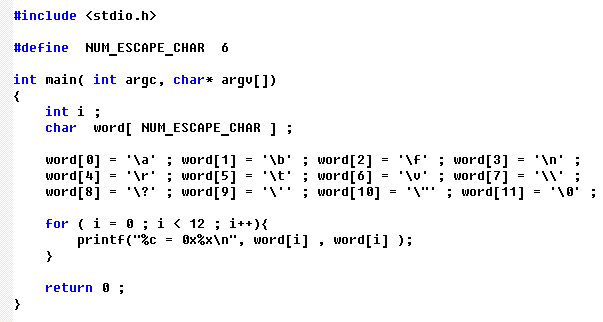 #include <stdio.h>
#define  NUM_ESCAPE_CHAR  6
int main( int argc, char* argv[])
{
    int i ;
    char  word[ NUM_ESCAPE_CHAR ] ;
    word[0] = '\a' ; word[1] = '\b' ; word[2] = '\f' ; word[3] = '\n' ;
    word[4] = '\r' ; word[5] = '\t' ; word[6] = '\v' ; word[7] = '\\' ;
    word[8] = '\?' ; word[9] = '\'' ; word[10] = '\"' ; word[11] = '\0' ;
    for ( i = 0 ; i < 12 ; i++){
        printf("%c = 0x%x\n", word[i] , word[i] );
    }
    return 0 ;
}